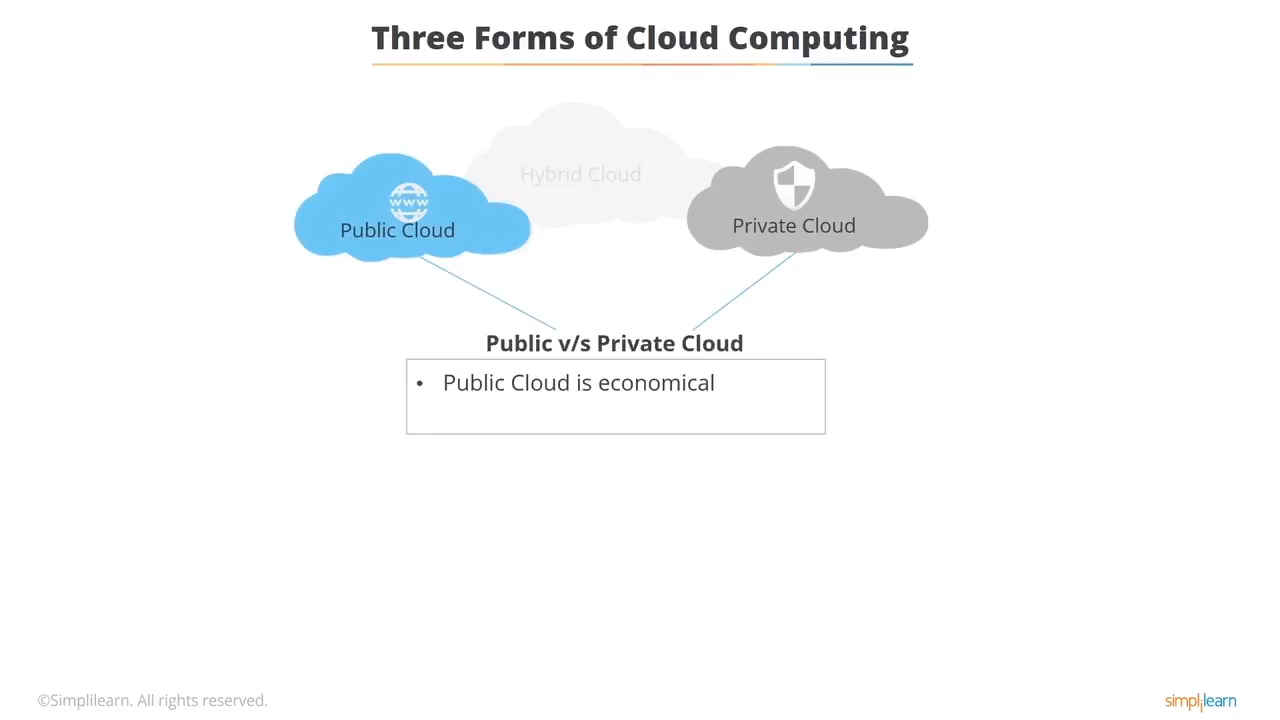 Three Forms of Cloud Computing
Hybrid Cloud
www
Public Cloud
Private Cloud
Public v/s Private Cloud
• Public Cloud is economical
©Simplilearn. All rights reserved.
simplilearn